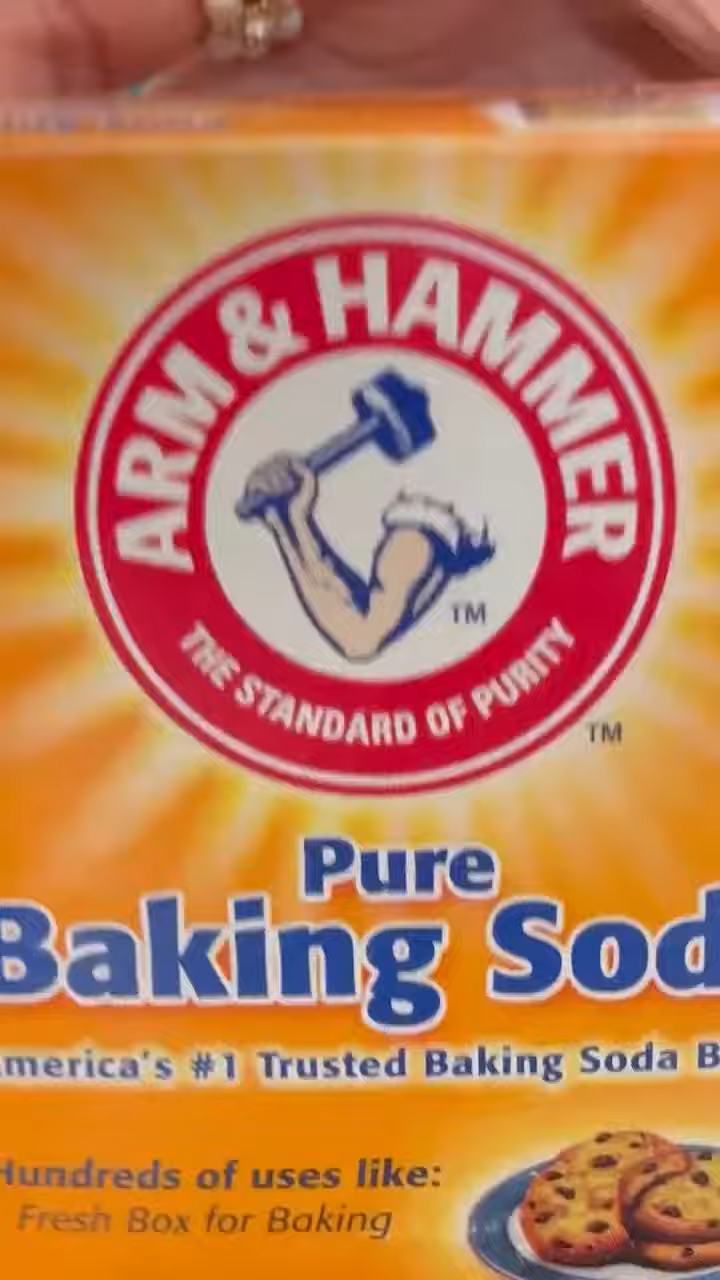 ARM & HAMMER
TM
THE STANDARD OF PURITY
TM
Pure
Baking Sod
merica's #1 Trusted Baking Soda B
Hundreds of uses like:
Fresh Box for Baking